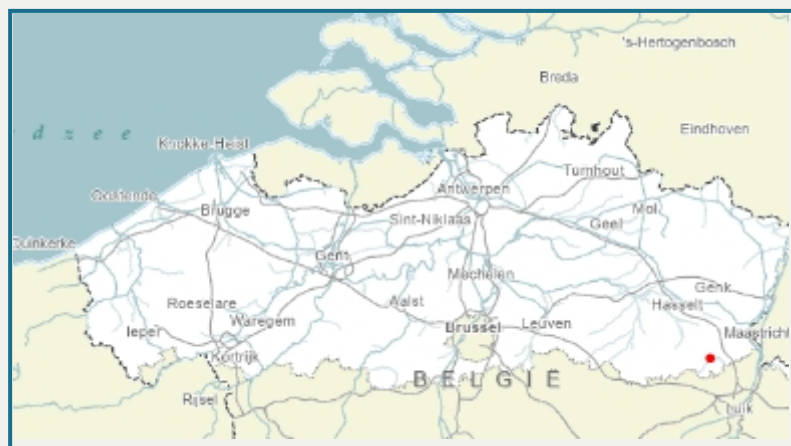 's-Hertogenbosch
Breda
d z e e
Eindhoven
Knokke-Heist
Turnhout
Antwerpen
Oostende
Mol
Brugge
Sint-Niklaas
Geel
Duinkerke
Gent
Mechelen
Genk
Roeselare
Aalst
Hasselt
Waregem
Brussel
Leuven
Ieper
Maastricht
Kortrijk
BELGIË
Rijsel
Luik